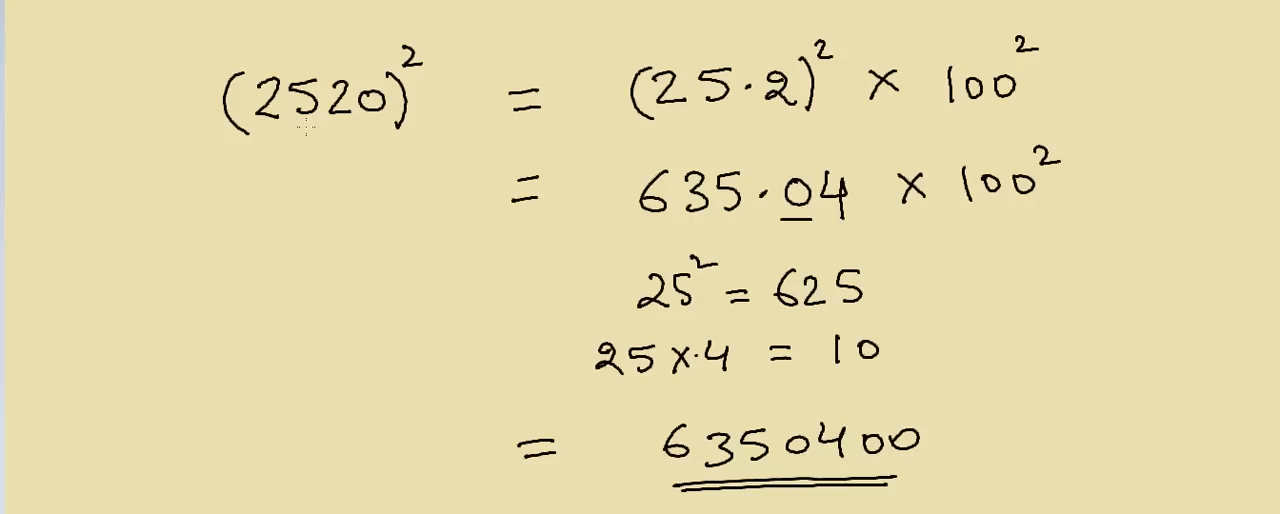 (2520)² = (25.2)² × 100²
= 635.04 × 100²
25² = 625
25 × .4 = 10
= 6350400